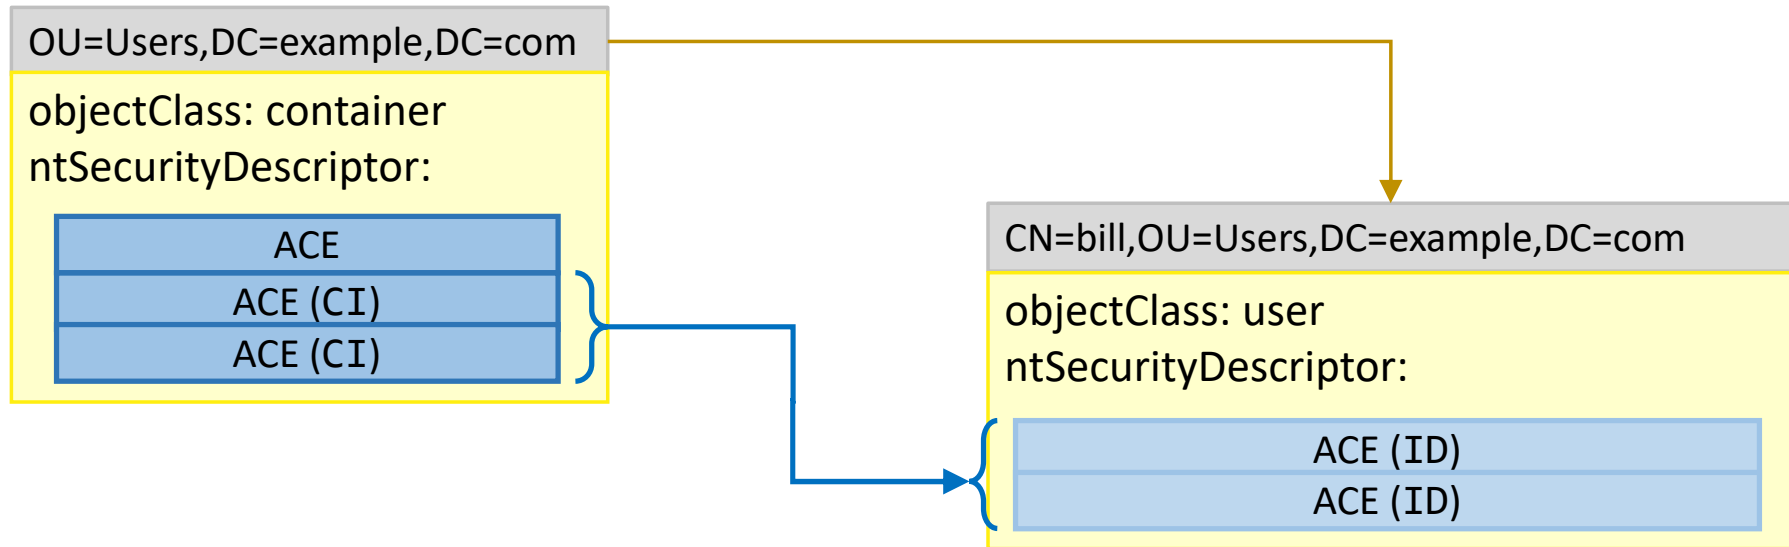 OU=Users,DC=example,DC=com
objectClass: container
ntSecurityDescriptor:
ACE
ACE (CI)
ACE (CI)
CN=bill,OU=Users,DC=example,DC=com
objectClass: user
ntSecurityDescriptor:
ACE (ID)
ACE (ID)